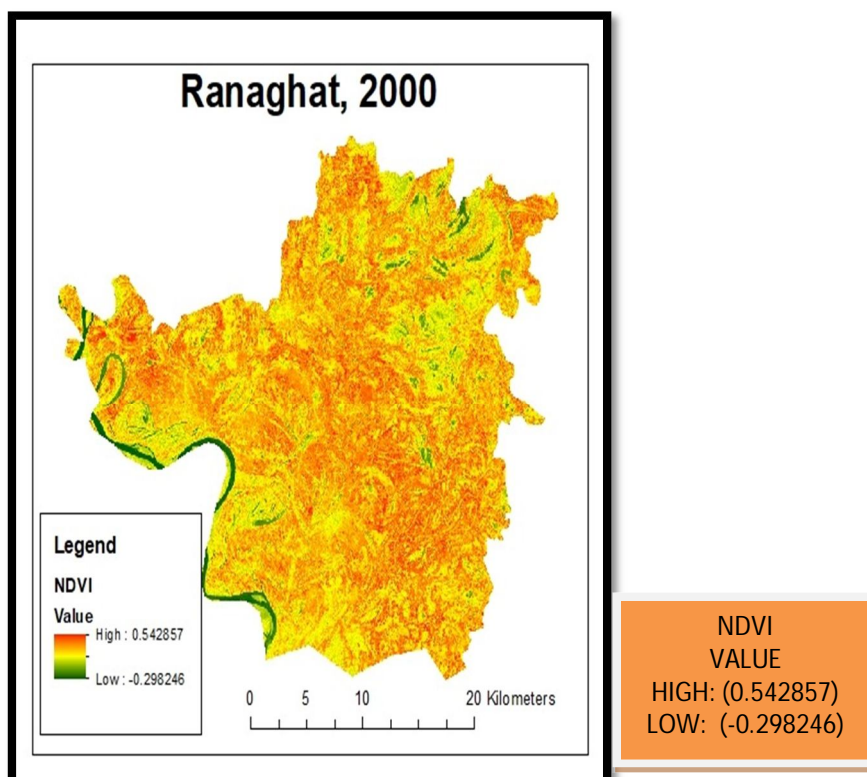 Ranaghat, 2000
Legend
NDVI
Value
High : 0.542857
Low : -0.298246
0 5 10 20 Kilometers
NDVI
VALUE
HIGH: (0.542857)
LOW: (-0.298246)